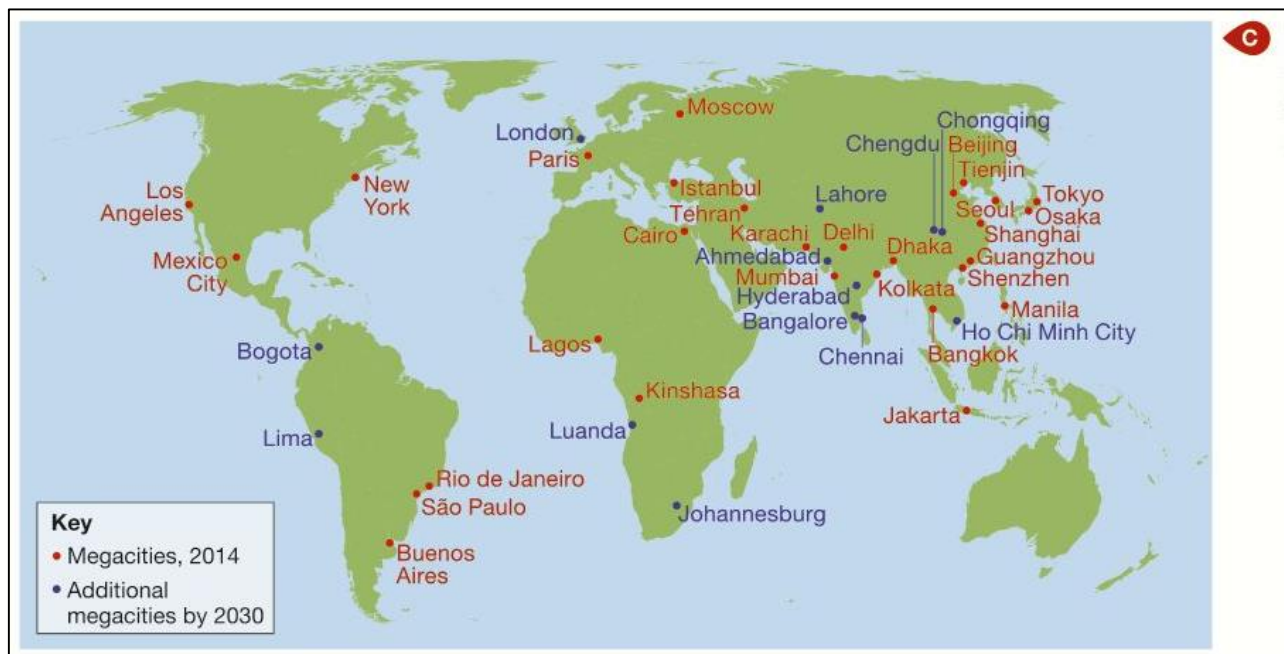 C
Moscow
Chongqing
London
Chengdu
Beijing
Paris
Tienjin
Los
Angeles
New
York
Istanbul
Lahore
Tokyo
Tehran
Seoul
Osaka
Cairo
Karachi
Delhi
Shanghai
Mexico
City
Ahmedabad
Dhaka
Guangzhou
Mumbai
Shenzhen
Hyderabad
Kolkata
Manila
Bangalore
Ho Chi Minh City
Bogota
Lagos
Chennai
Bangkok
Kinshasa
Jakarta
Lima
Luanda
Rio de Janeiro
São Paulo
Johannesburg
Buenos
Aires
Key
Megacities, 2014
Additional
megacities by 2030